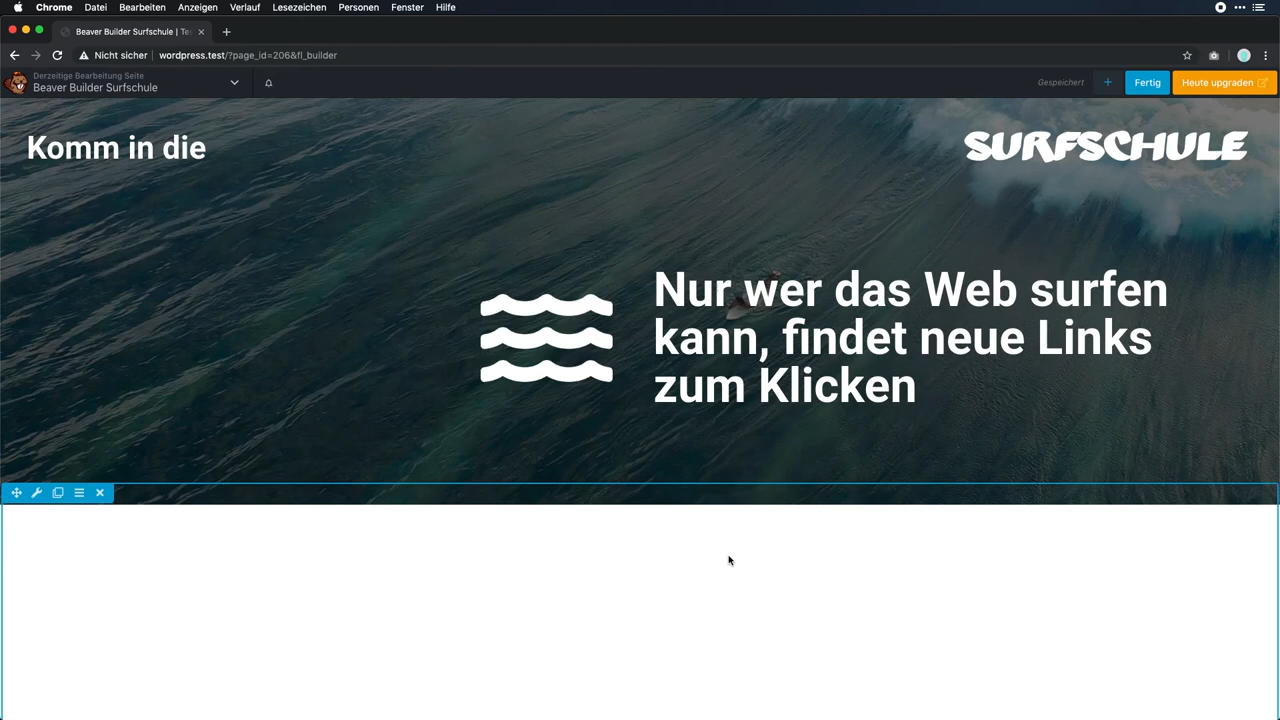 Chrome Datei Bearbeiten Anzeigen Verlauf Lesezeichen Personen Fenster Hilfe
Beaver Builder Surfschule | Te
Nicht sicher wordpress.test/?page_id=206&fl_builder
Derzeitige Bearbeitung Seite
Beaver Builder Surfschule
Gespeichert + Fertig Heute upgraden
Komm in die
SURFSCHULE
Nur wer das Web surfen
kann, findet neue Links
zum Klicken